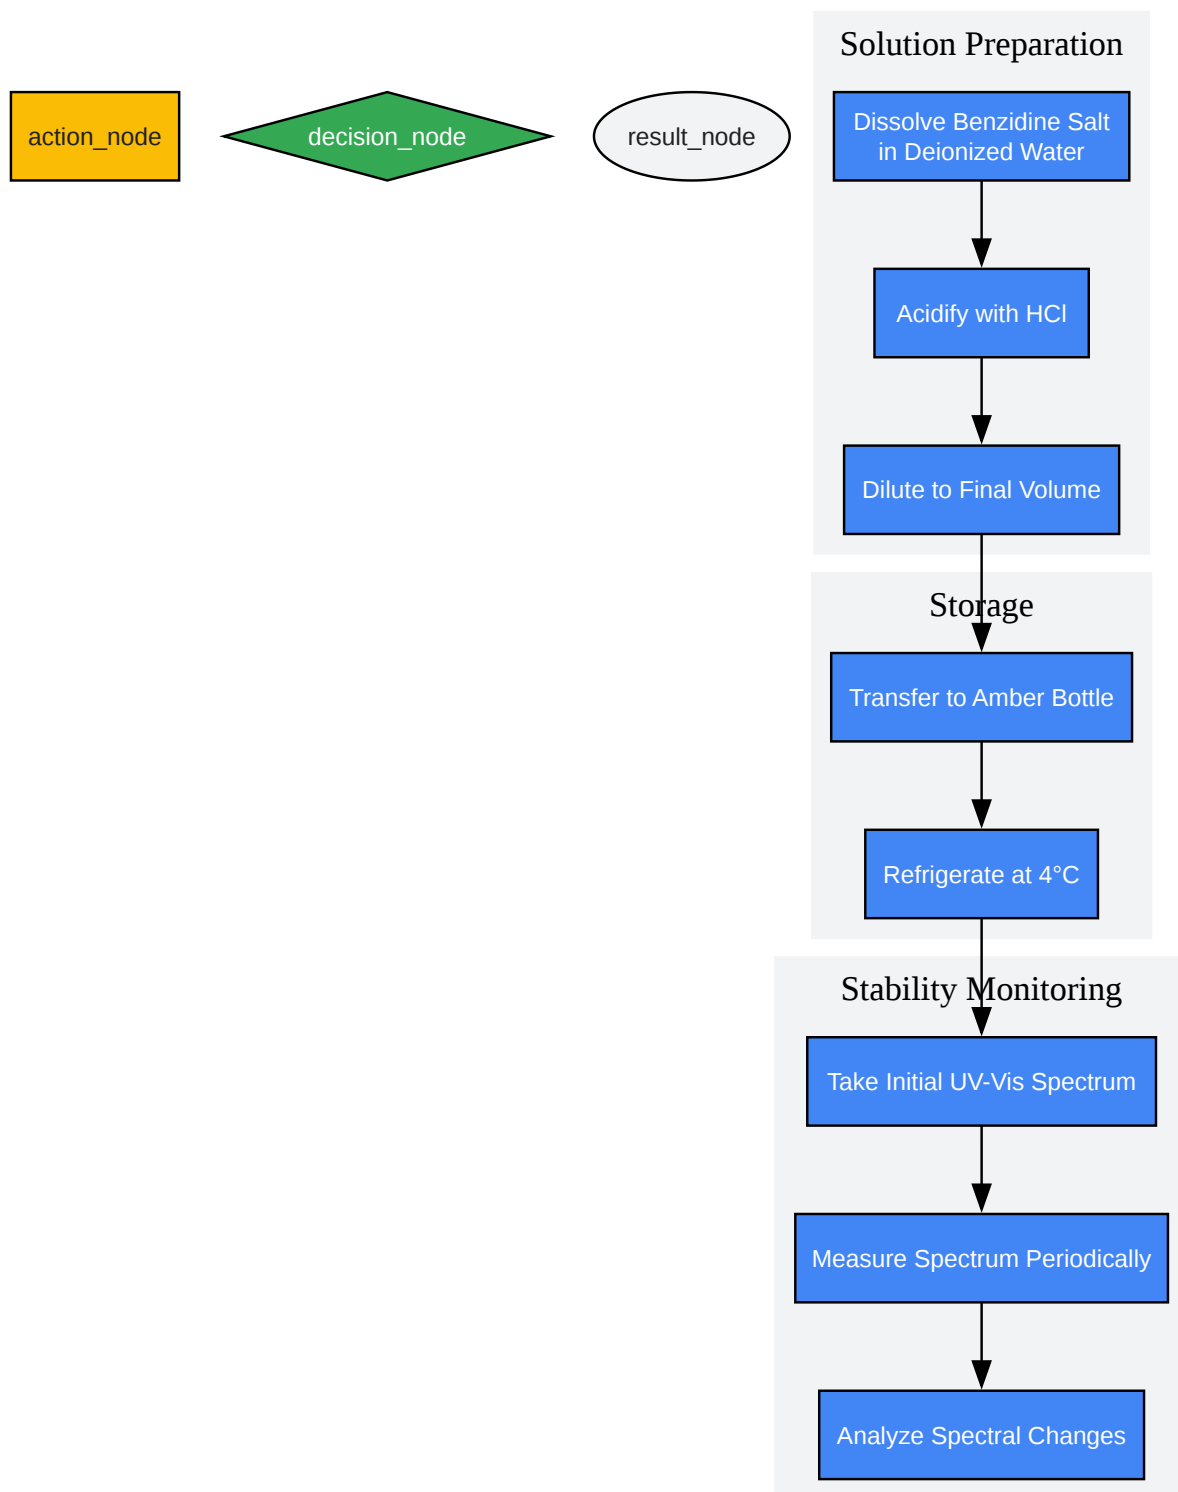 Solution Preparation
action_node
decision_node
result_node
Dissolve Benzidine Salt
in Deionized Water
Acidify with HCl
Dilute to Final Volume
Storage
Transfer to Amber Bottle
Refrigerate at 4°C
Stability Monitoring
Take Initial UV-Vis Spectrum
Measure Spectrum Periodically
Analyze Spectral Changes